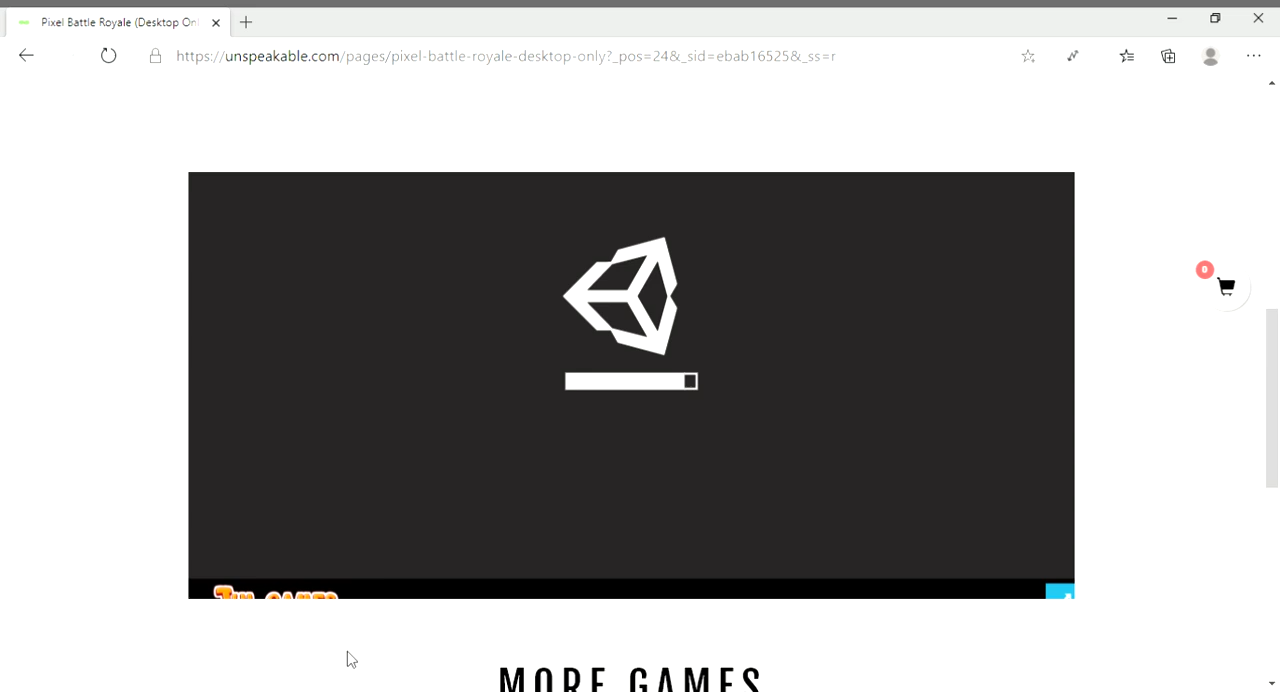 Pixel Battle Royale (Desktop Onl
https://unspeakable.com/pages/pixel-battle-royale-desktop-only?_pos=24&_sid=ebab16525&_ss=r
0
MORE GAMES